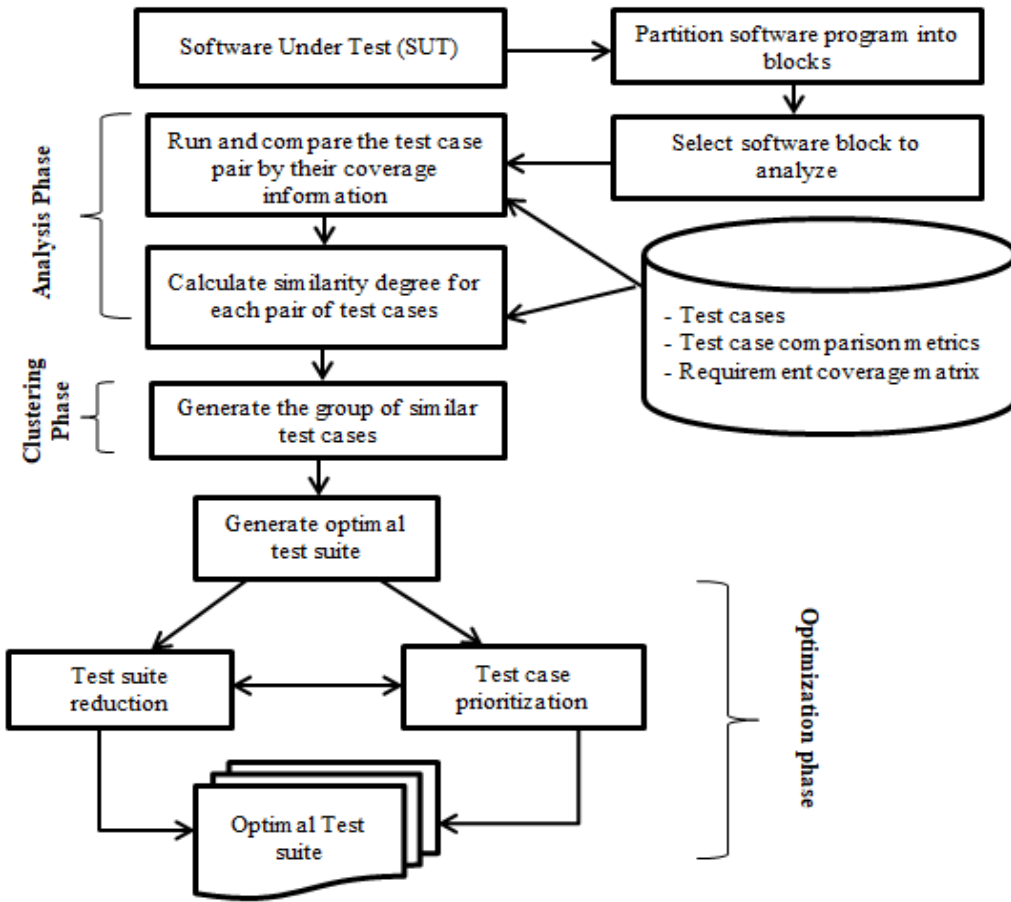 Software Under Test (SUT)
Partition software program into
blocks
Run and compare the test case
pair by their coverage
information
Select software block to
analyze
Analysis Phase
Calculate similarity degree for
each pair of test cases
- Test cases
- Test case comparison metrics
- Requirement coverage matrix
Clustering
Phase
Generate the group of similar
test cases
Generate optimal
test suite
Test suite
reduction
Test case
prioritization
Optimization phase
Optimal Test
suite